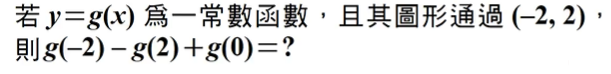 若 y=g(x) 爲一常數函數，且其圖形通過 (–2, 2)，
則 g(–2) – g(2)+g(0)=?